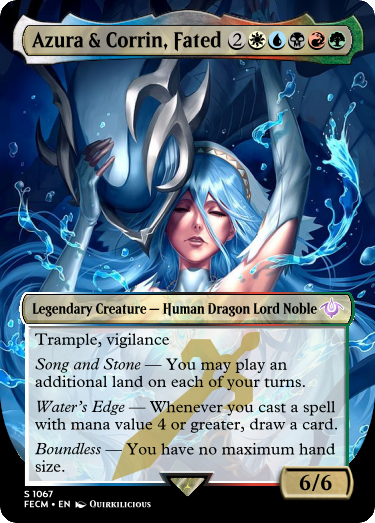 Azura & Corrin, Fated 2
Legendary Creature — Human Dragon Lord Noble
Trample, vigilance
Song and Stone — You may play an
additional land on each of your turns.
Water's Edge — Whenever you cast a spell
with mana value 4 or greater, draw a card.
Boundless — You have no maximum hand
size.
6/6
S 1067
FECM • EN Quirkilicious